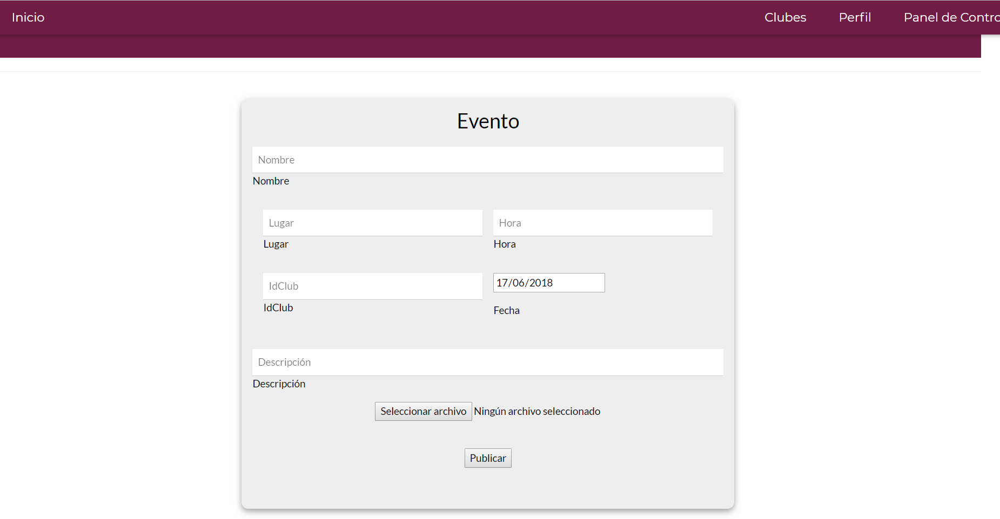 Inicio Clubes Perfil Panel de Contro
Evento
Nombre
Nombre
Lugar Hora
Lugar Hora
IdClub 17/06/2018
IdClub Fecha
Descripción
Descripción
Seleccionar archivo Ningún archivo seleccionado
Publicar